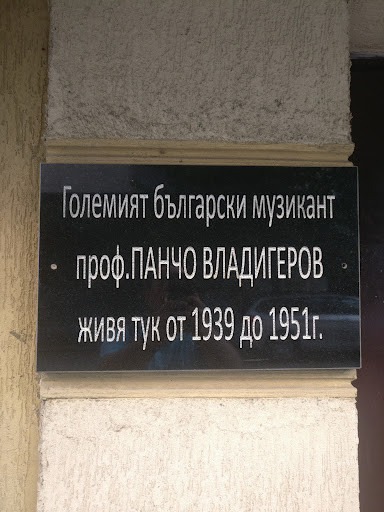 Големият български музикант
проф.ПАНЧО ВЛАДИГЕРОВ
живя тук от 1939 до 1951г.